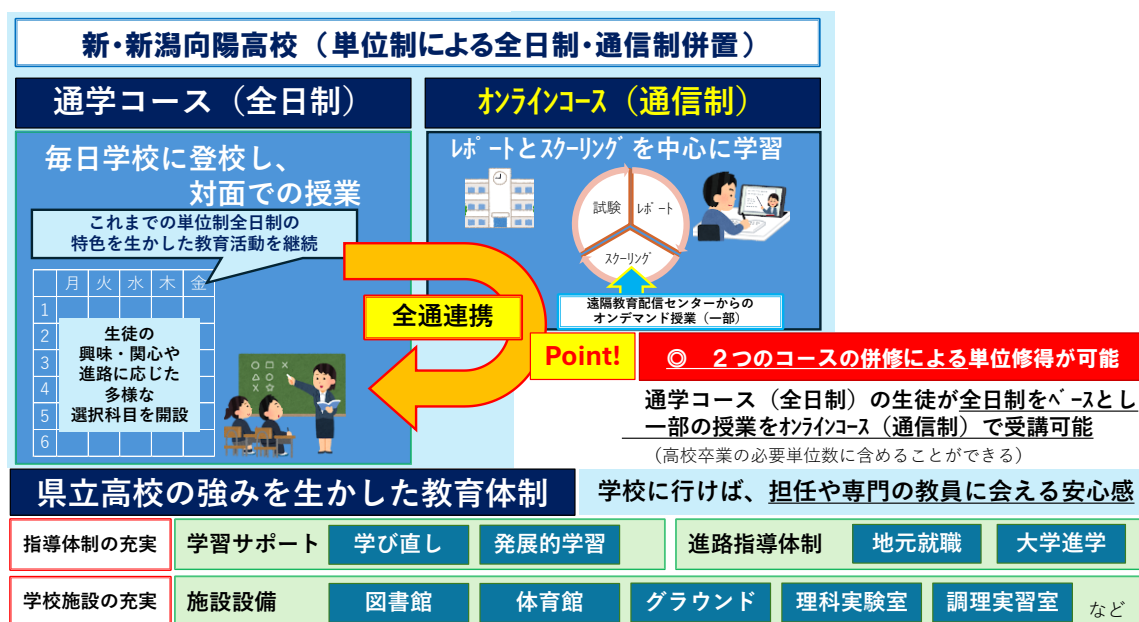 新・新潟向陽高校（単位制による全日制・通信制併置）
通学コース（全日制）
毎日学校に登校し、
対面での授業
これまでの単位制全日制の
特色を生かした教育活動を継続
月 火 水 木 金
1
2
3
4
5
6
生徒の
興味・関心や
進路に応じた
多様な
選択科目を開設
○ □ ×
△ ○
× ☆
ｵﾝﾗｲﾝコース（通信制）
ﾚﾎﾟｰﾄとｽｸｰﾘﾝｸﾞを中心に学習
試験
ﾚﾎﾟｰﾄ
ｽｸｰﾘﾝｸﾞ
遠隔教育配信センターからの
オンデマンド授業（一部）
全通連携
Point!
◎　２つのコースの併修による単位修得が可能
通学コース（全日制）の生徒が全日制をﾍﾞｰｽとし
一部の授業をｵﾝﾗｲﾝコース（通信制）で受講可能
（高校卒業の必要単位数に含めることができる）
県立高校の強みを生かした教育体制
学校に行けば、担任や専門の教員に会える安心感
指導体制の充実
学習サポート
学び直し
発展的学習
進路指導体制
地元就職
大学進学
学校施設の充実
施設設備
図書館
体育館
グラウンド
理科実験室
調理実習室
など